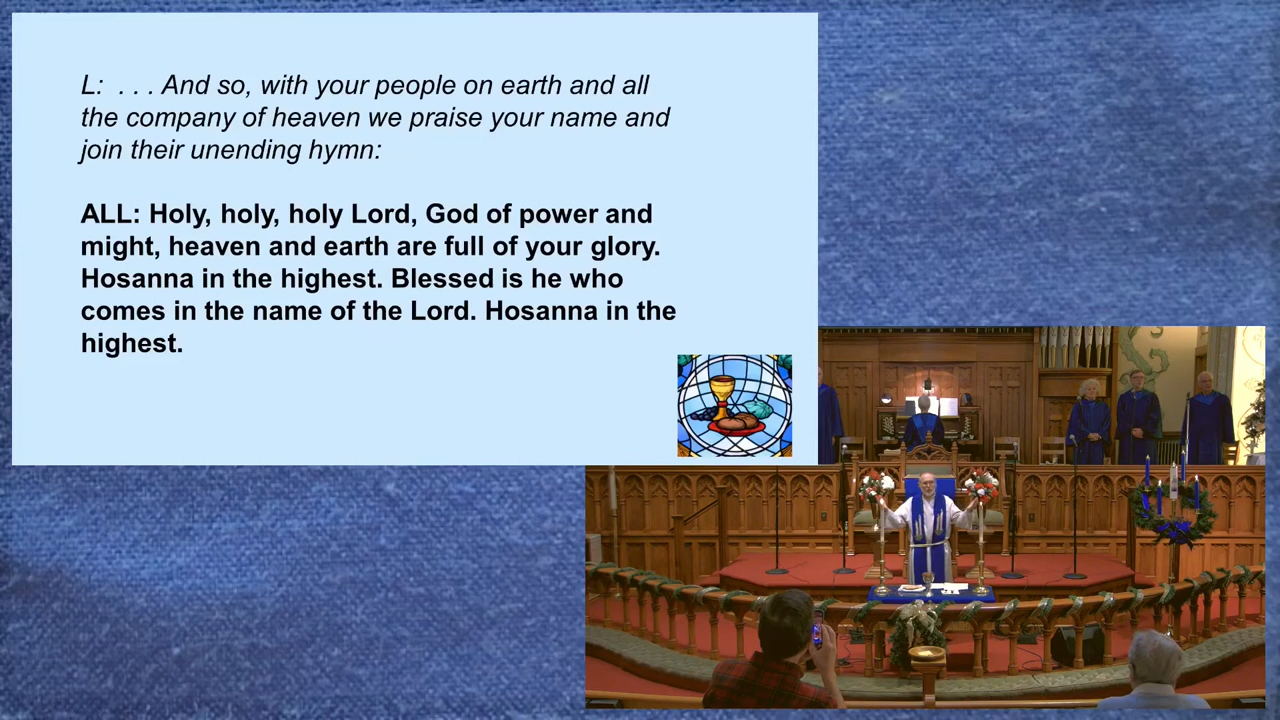 L:  . . . And so, with your people on earth and all
the company of heaven we praise your name and
join their unending hymn:
ALL: Holy, holy, holy Lord, God of power and
might, heaven and earth are full of your glory.
Hosanna in the highest. Blessed is he who
comes in the name of the Lord. Hosanna in the
highest.